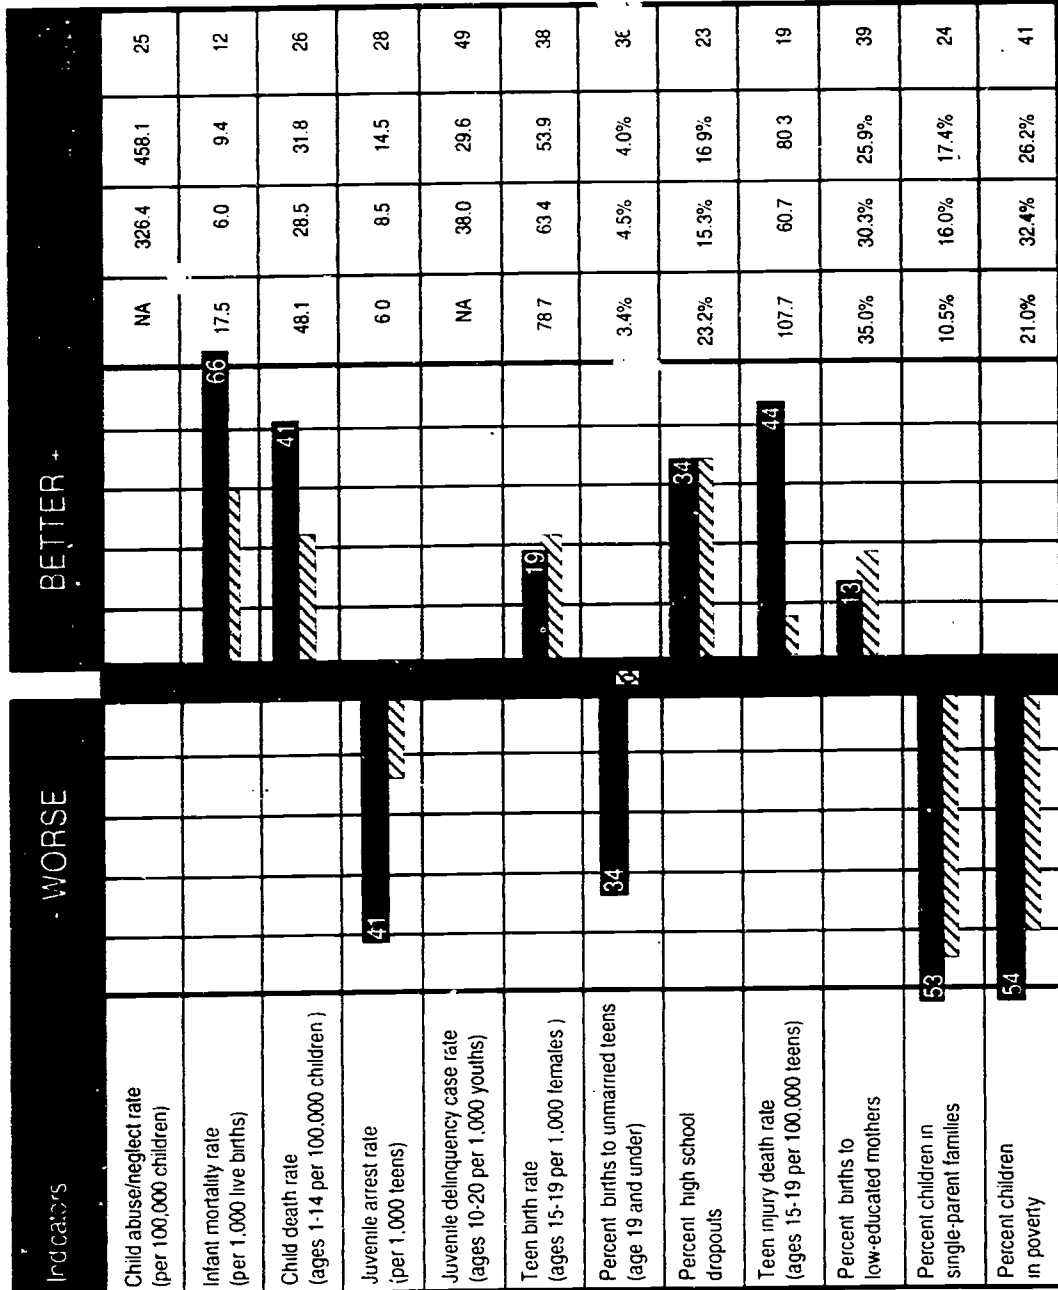 Indicators
- WORSE
BETTER +
Child abuse/neglect rate
(per 100,000 children)
NA
326.4
458.1
25
Infant mortality rate
(per 1,000 live births)
66
17.5
6.0
9.4
12
Child death rate
(ages 1-14 per 100,000 children )
41
48.1
28.5
31.8
26
Juvenile arrest rate
(per 1,000 teens)
41
6 0
8.5
14.5
28
Juvenile delinquency case rate
(ages 10-20 per 1,000 youths)
NA
38.0
29.6
49
Teen birth rate
(ages 15-19 per 1,000 females )
19
78 7
63 4
53.9
38
Percent births to unmarried teens
(age 19 and under)
34
0
3.4%
4.5%
4.0%
36
Percent high school
dropouts
34
23.2%
15.3%
16 9%
23
Teen injury death rate
(ages 15-19 per 100,000 teens)
44
107.7
60.7
80 3
19
Percent births to
low-educated mothers
13
35.0%
30.3%
25.9%
39
Percent children in
single-parent families
53
10.5%
16.0%
17.4%
24
Percent children
in poverty
54
21.0%
32.4%
26.2%
41